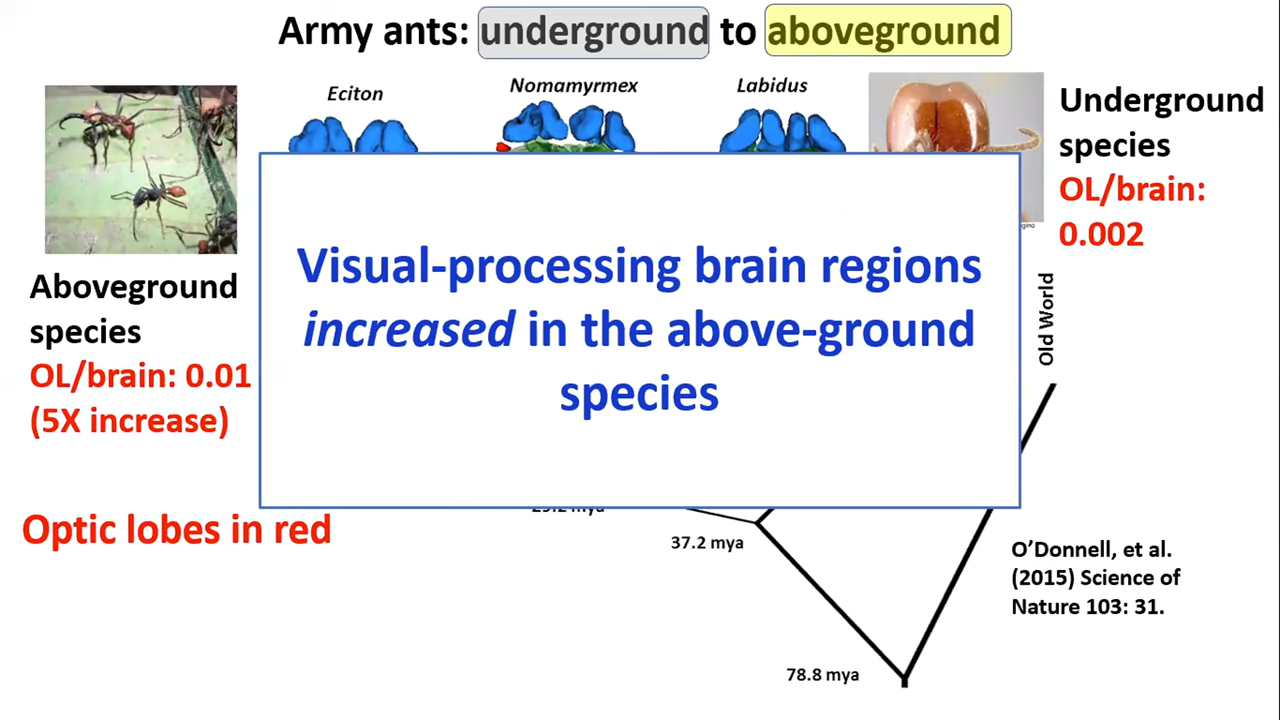 Army ants: underground to aboveground
Eciton
Nomamyrmex
Labidus
Underground
species
OL/brain:
0.002
Visual-processing brain regions
increased in the above-ground
species
Aboveground
species
OL/brain: 0.01
(5X increase)
Old World
Optic lobes in red
37.2 mya
O’Donnell, et al.
(2015) Science of
Nature 103: 31.
78.8 mya